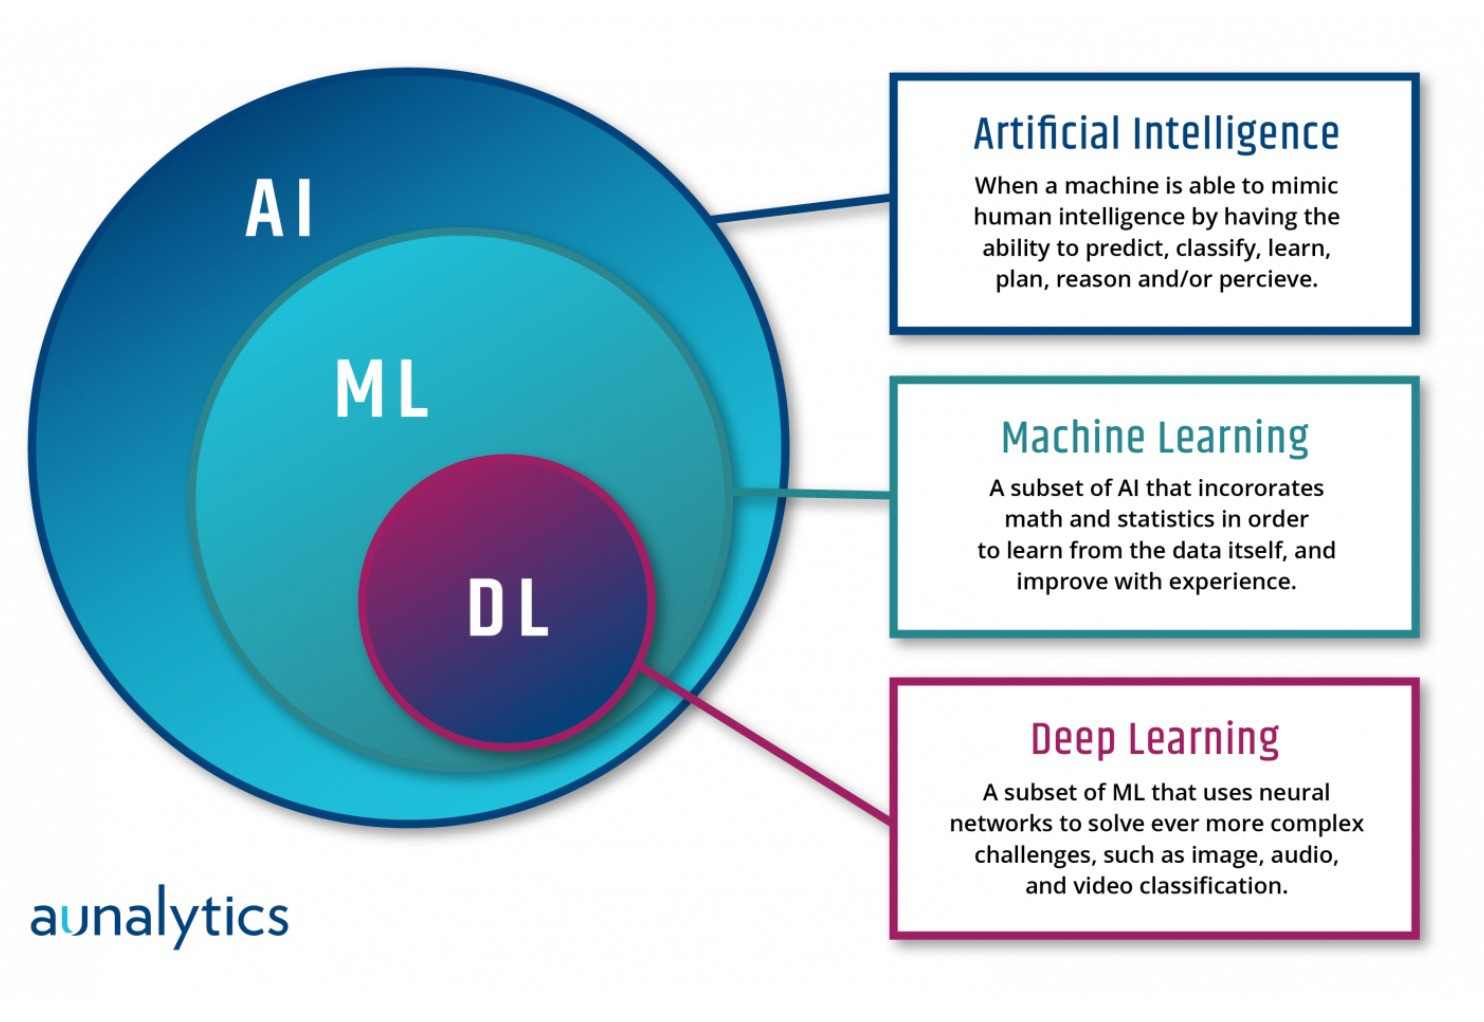 AI
ML
DL
Artificial Intelligence
When a machine is able to mimic
human intelligence by having the
ability to predict, classify, learn,
plan, reason and/or percieve.
Machine Learning
A subset of AI that incororates
math and statistics in order
to learn from the data itself, and
improve with experience.
Deep Learning
A subset of ML that uses neural
networks to solve ever more complex
challenges, such as image, audio,
and video classification.
aunalytics